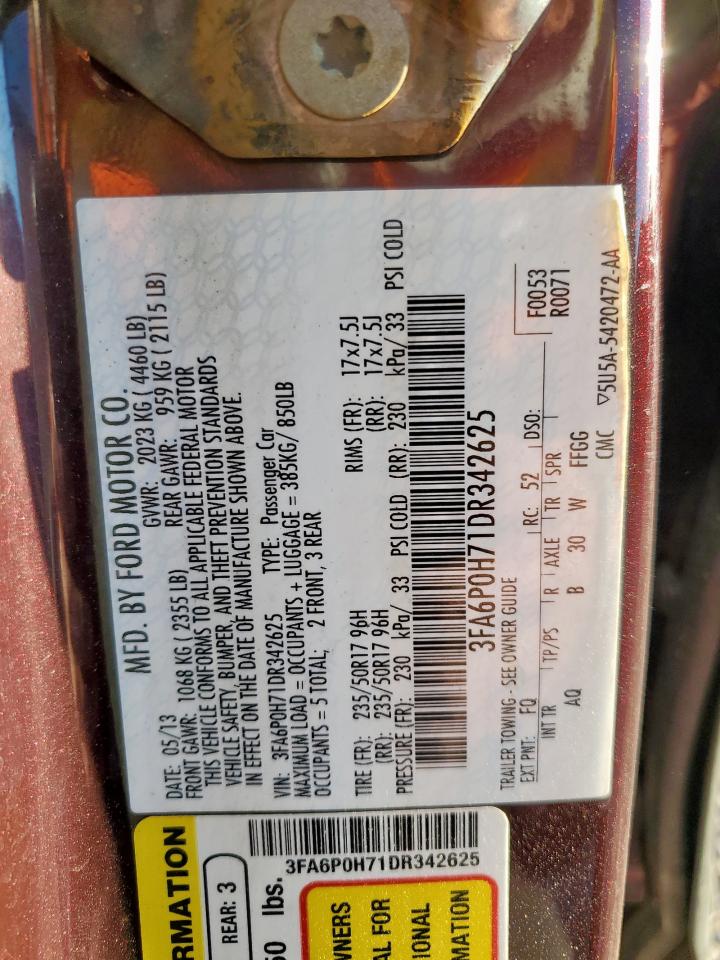 MFD. BY FORD MOTOR CO.
DATE: 05/13 GVWR: 2023 KG ( 4460 LB)
FRONT GAWR: 1068 KG ( 2355 LB) REAR GAWR: 959 KG ( 2115 LB)
THIS VEHICLE CONFORMS TO ALL APPLICABLE FEDERAL MOTOR
VEHICLE SAFETY, BUMPER, AND THEFT PREVENTION STANDARDS
IN EFFECT ON THE DATE OF MANUFACTURE SHOWN ABOVE.
VIN: 3FA6P0H71DR342625 TYPE: Passenger Car
MAXIMUM LOAD = OCCUPANTS + LUGGAGE = 385KG/ 850LB
OCCUPANTS = 5 TOTAL; 2 FRONT, 3 REAR
TIRE (FR): 235/50R17 96H RIMS (FR): 17x7.5J
(RR): 235/50R17 96H (RR): 17x7.5J
PRESSURE (FR): 230 kPa/ 33 PSI COLD (RR): 230 kPa/ 33 PSI COLD
3FA6P0H71DR342625
TRAILER TOWING - SEE OWNER GUIDE
EXT PNT: FQ RC: 52 DSO: F0053
R0071
INT TR TP/PS R AXLE TR SPR
AQ B 30 W FFGG
CMC ▽5U5A-5420472-AA
RMATION
REAR: 3
50 lbs.
3FA6P0H71DR342625
WNERS
AL FOR
IONAL
MATION